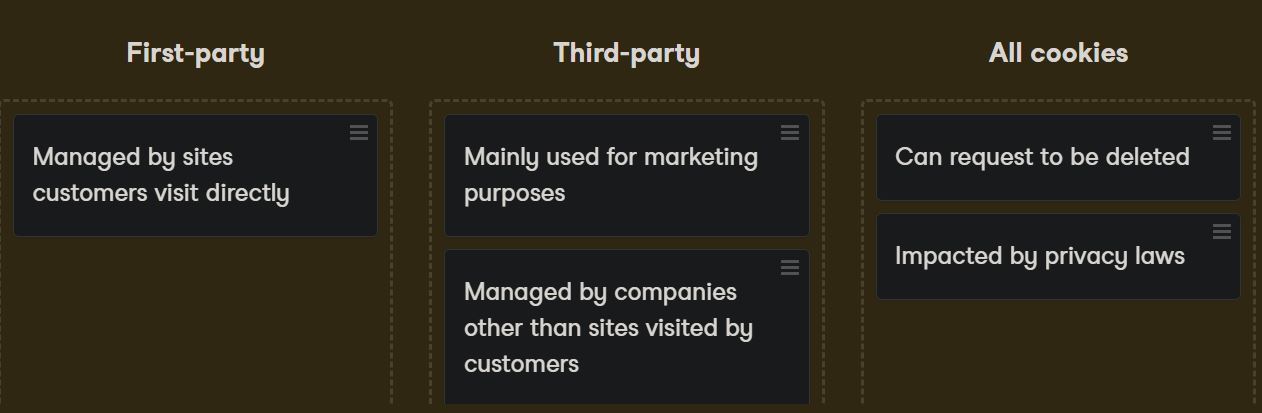 First-party
Managed by sites
customers visit directly
Third-party
Mainly used for marketing
purposes
Managed by companies
other than sites visited by
customers
All cookies
Can request to be deleted
Impacted by privacy laws